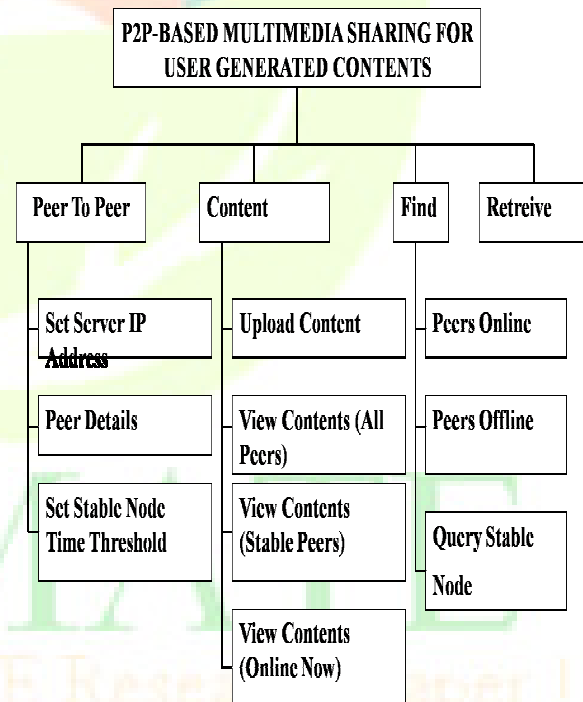 P2P-BASED MULTIMEDIA SHARING FOR
USER GENERATED CONTENTS
Peer To Peer
Content
Find
Retreive
Set Server IP
Address
Peer Details
Set Stable Node
Time Threshold
Upload Content
View Contents (All
Peers)
View Contents
(Stable Peers)
View Contents
(Online Now)
Peers Online
Peers Offline
Query Stable
Node